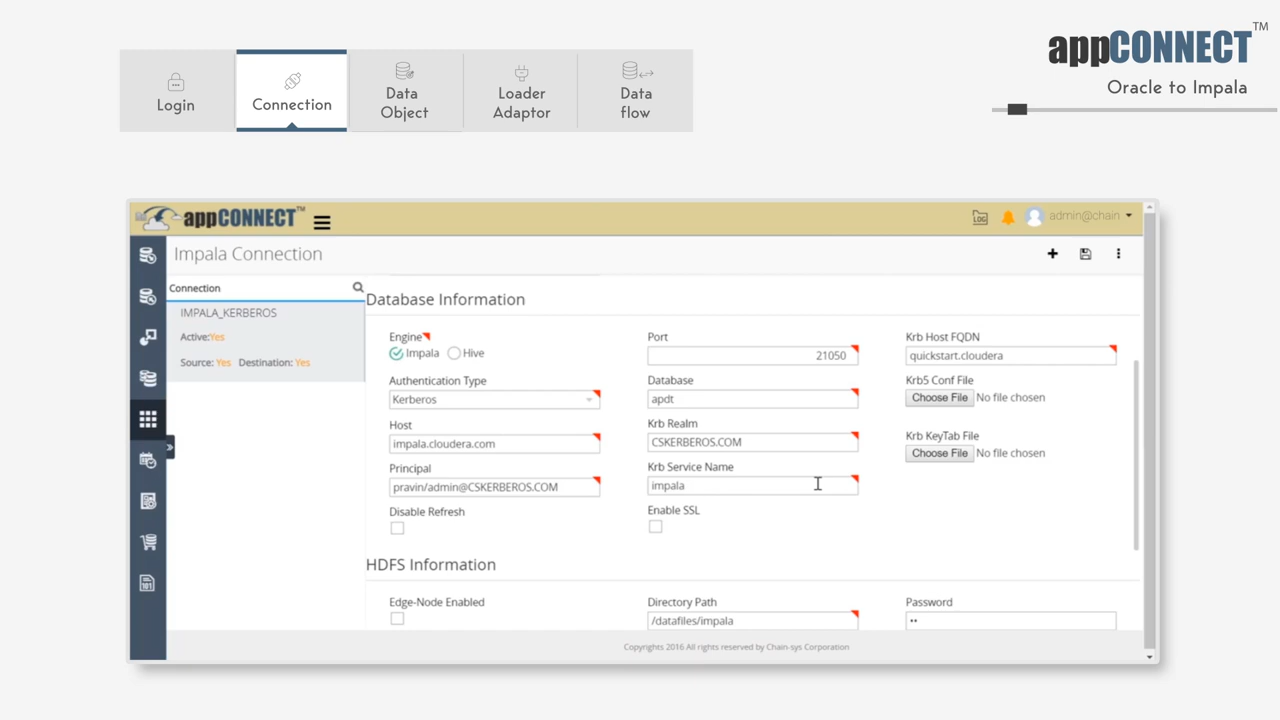 Login
Connection
Data
Object
Loader
Adaptor
Data
flow
appCONNECT™
Oracle to Impala
appCONNECT™
LOG
admin@chain
Impala Connection
Connection
IMPALA_KERBEROS
Active:Yes
Source: Yes Destination: Yes
Database Information
Engine
Impala Hive
Authentication Type
Kerberos
Host
impala.cloudera.com
Principal
pravin/admin@CSKERBEROS.COM
Disable Refresh
Port
21050
Database
apdt
Krb Realm
CSKERBEROS.COM
Krb Service Name
impala
Enable SSL
Krb Host FQDN
quickstart.cloudera
Krb5 Conf File
Choose File No file chosen
Krb KeyTab File
Choose File No file chosen
HDFS Information
Edge-Node Enabled
Directory Path
/datafiles/impala
Password
••
101
Copyrights 2016 All rights reserved by Chain-sys Corporation